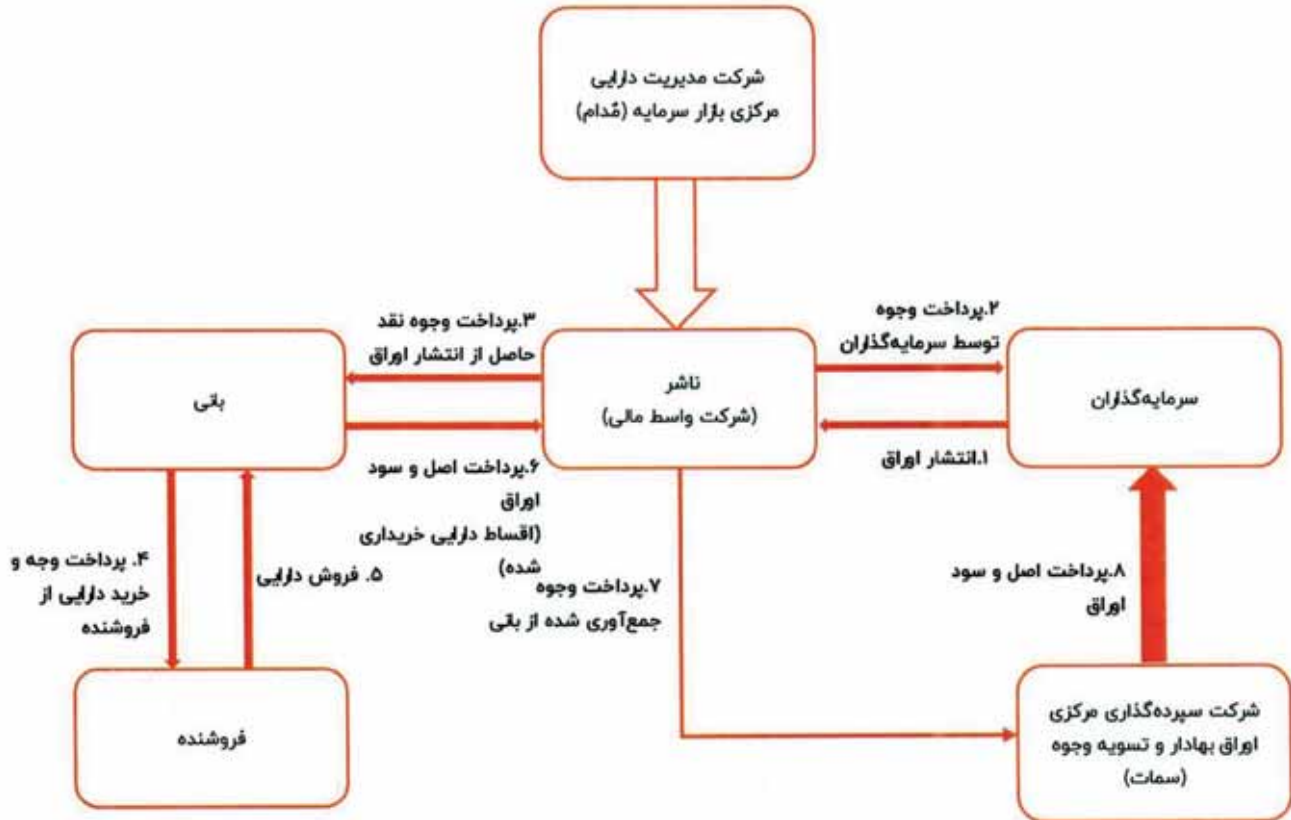 شرکت مدیریت دارایی
مرکزی بازار سرمایه (مُدام)
۲.پرداخت وجوه
توسط سرمایه‌گذاران
۳.پرداخت وجوه نقد
حاصل از انتشار اوراق
سرمایه‌گذاران
ناشر
(شرکت واسط مالی)
بانی
۱.انتشار اوراق
۶.پرداخت اصل و سود
اوراق
(اقساط دارایی خریداری
شده)
۴. پرداخت وجه و
خرید دارایی از
فروشنده
۵. فروش دارایی
۷.پرداخت وجوه
جمع‌آوری شده از بانی
۸.پرداخت اصل و سود
اوراق
فروشنده
شرکت سپرده‌گذاری مرکزی
اوراق بهادار و تسویه وجوه
(سمات)